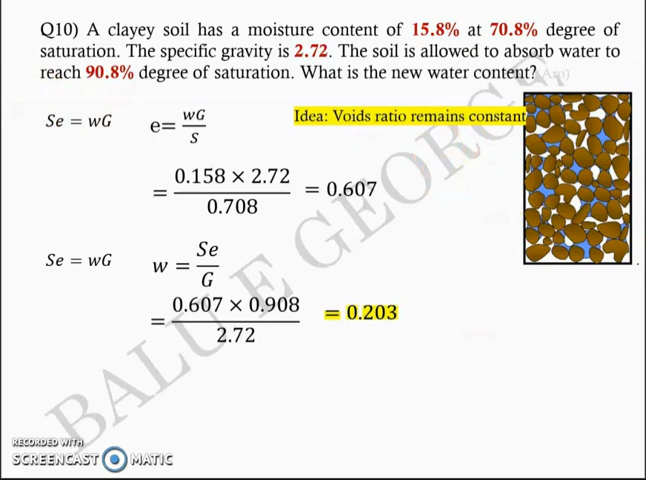 Q10) A clayey soil has a moisture content of 15.8% at 70.8% degree of
saturation. The specific gravity is 2.72. The soil is allowed to absorb water to
reach 90.8% degree of saturation. What is the new water content?
Se = wG
e= wG/S
Idea: Voids ratio remains constant
= 0.158 × 2.72 / 0.708 = 0.607
Se = wG
w = Se/G
= 0.607 × 0.908 / 2.72 = 0.203
BALU E GEORGE
RECORDED WITH
SCREENCAST MATIC